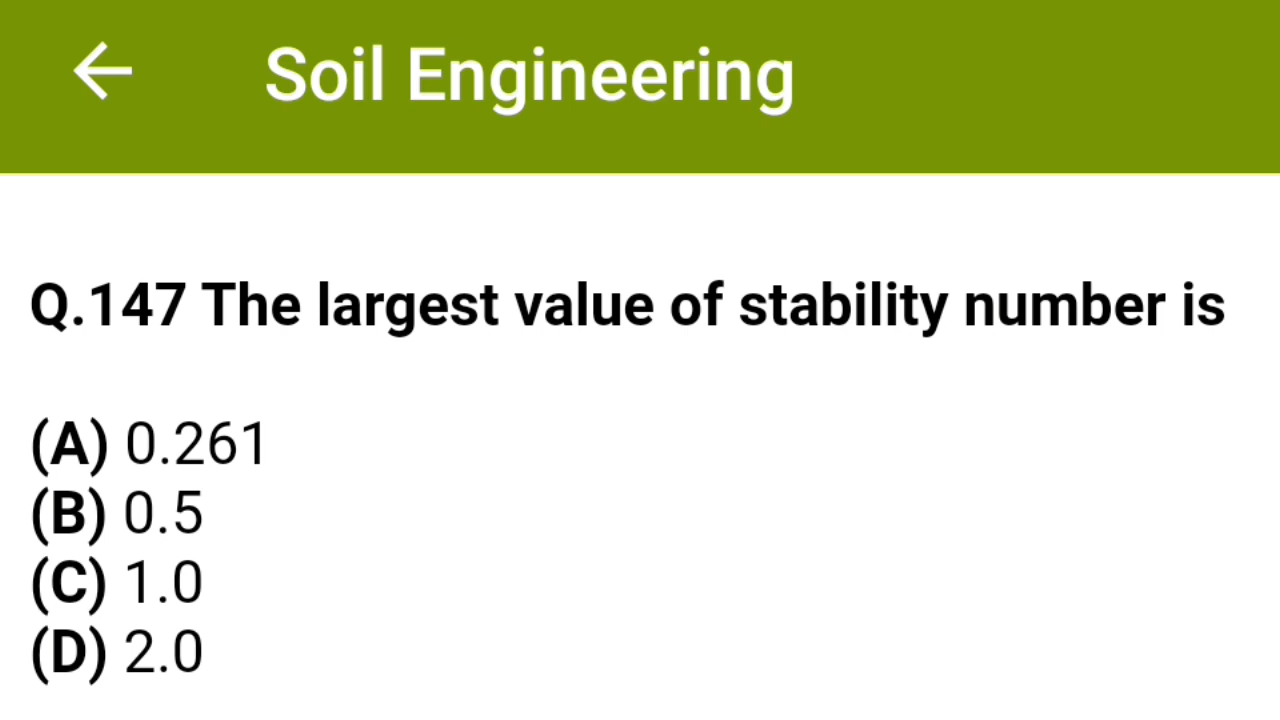 Soil Engineering
Q.147 The largest value of stability number is
(A) 0.261
(B) 0.5
(C) 1.0
(D) 2.0